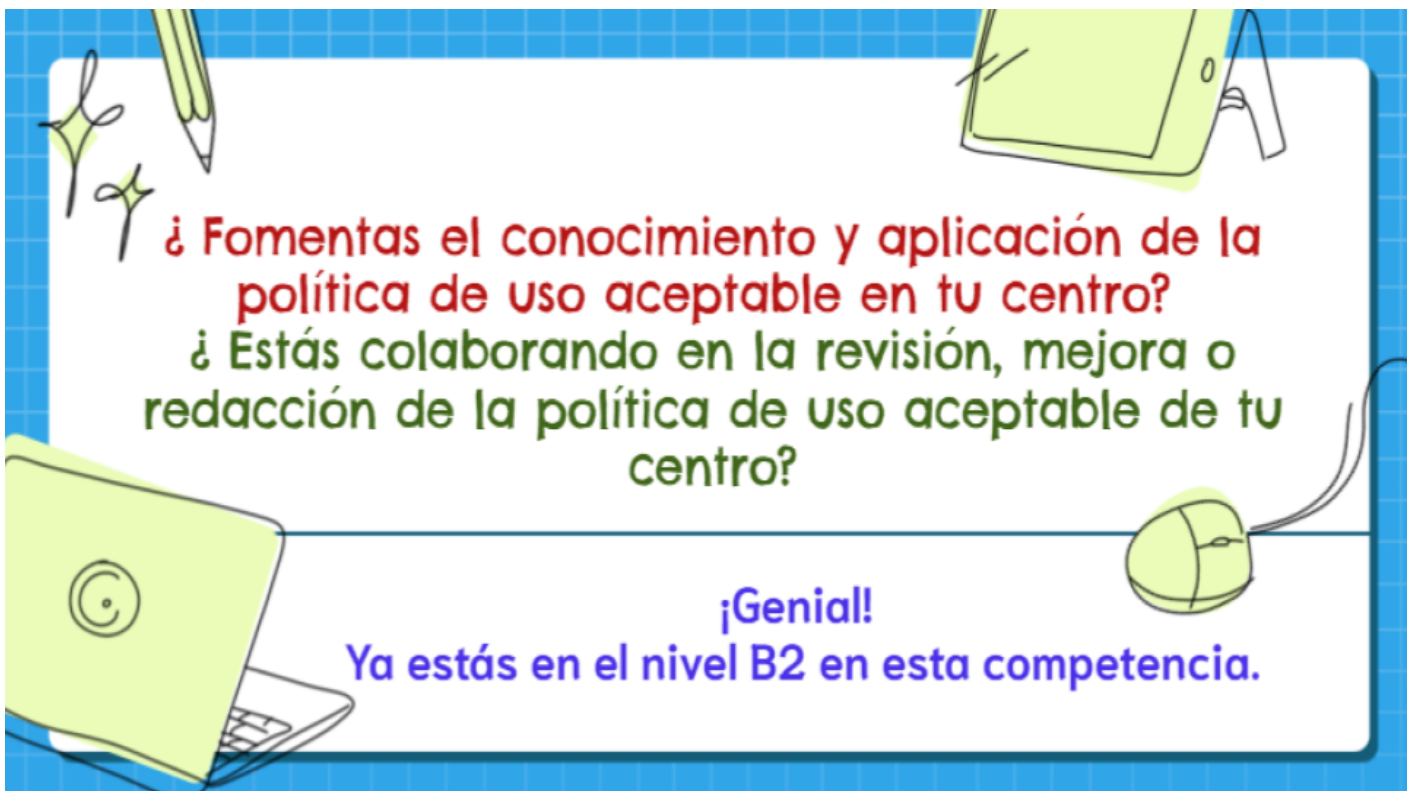 ¿ Fomentas el conocimiento y aplicación de la
política de uso aceptable en tu centro?
¿ Estás colaborando en la revisión, mejora o
redacción de la política de uso aceptable de tu
centro?
¡Genial!
Ya estás en el nivel B2 en esta competencia.